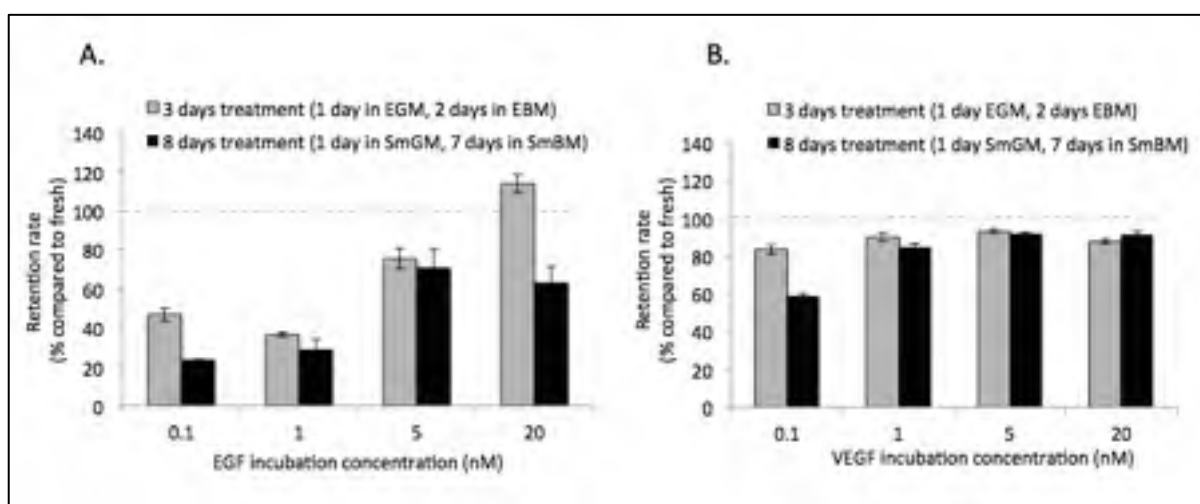 A.
3 days treatment (1 day in EGM, 2 days in EBM)
8 days treatment (1 day in SmGM, 7 days in SmBM)
Retention rate
(% compared to fresh)
140
120
100
80
60
40
20
0
0.1 1 5 20
EGF incubation concentration (nM)
B.
3 days treatment (1 day EGM, 2 days EBM)
8 days treatment (1 day SmGM, 7 days in SmBM)
Retention rate
(% compared to fresh)
140
120
100
80
60
40
20
0
0.1 1 5 20
VEGF incubation concentration (nM)